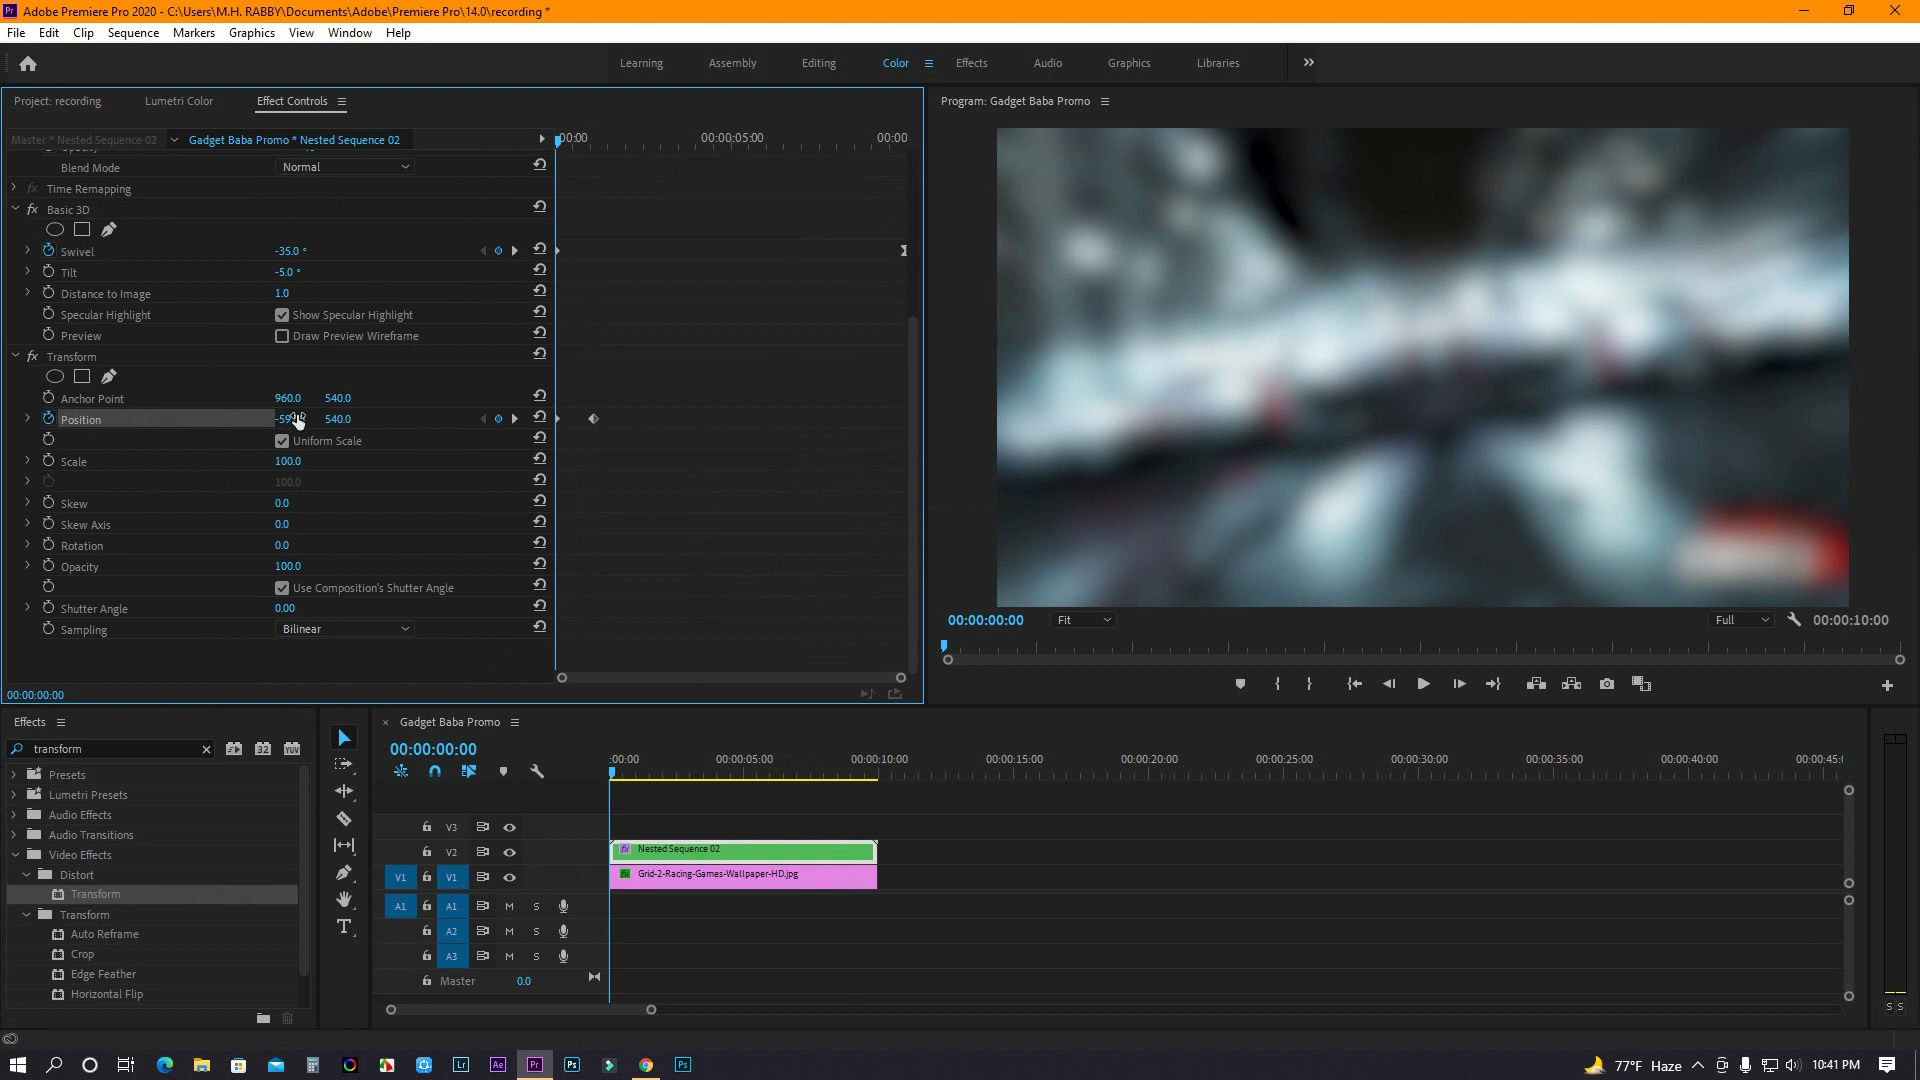 Adobe Premiere Pro 2020 - C:\Users\M.H. RABBY\Documents\Adobe\Premiere Pro\14.0\recording *
File Edit Clip Sequence Markers Graphics View Window Help
Learning Assembly Editing Color Effects Audio Graphics Libraries
Project: recording Lumetri Color Effect Controls
Program: Gadget Baba Promo
Master * Nested Sequence 02 Gadget Baba Promo * Nested Sequence 02
:00:00 00:00:05:00 00:00
Blend Mode Normal
Time Remapping
Basic 3D
Swivel -35.0 °
Tilt -5.0 °
Distance to Image 1.0
Specular Highlight Show Specular Highlight
Preview Draw Preview Wireframe
Transform
Anchor Point 960.0 540.0
Position 540.0
Uniform Scale
Scale 100.0
100.0
Skew 0.0
Skew Axis 0.0
Rotation 0.0
Opacity 100.0
Use Composition's Shutter Angle
Shutter Angle 0.00
Sampling Bilinear
00:00:00:00
00:00:00:00 Fit Full 00:00:10:00
Effects
transform
Presets
Lumetri Presets
Audio Effects
Audio Transitions
Video Effects
Distort
Transform
Transform
Auto Reframe
Crop
Edge Feather
Horizontal Flip
Gadget Baba Promo
00:00:00:00
:00:00 00:00:05:00 00:00:10:00 00:00:15:00 00:00:20:00 00:00:25:00 00:00:30:00 00:00:35:00 00:00:40:00 00:00:45:
V3
V2 Nested Sequence 02
V1 V1 Grid-2-Racing-Games-Wallpaper-HD.jpg
A1 A1 M S
A2 M S
A3 M S
Master 0.0
S S
77°F Haze 10:41 PM